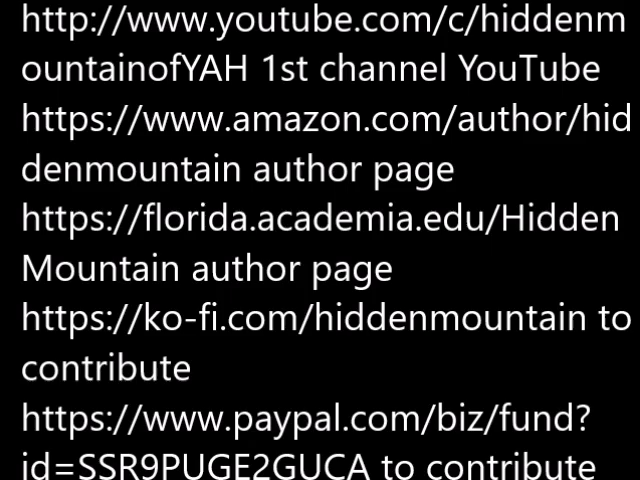 http://www.youtube.com/c/hiddenm
ountainofYAH 1st channel YouTube
https://www.amazon.com/author/hid
denmountain author page
https://florida.academia.edu/Hidden
Mountain author page
https://ko-fi.com/hiddenmountain to
contribute
https://www.paypal.com/biz/fund?
id=SSR9PUGE2GUCA to contribute